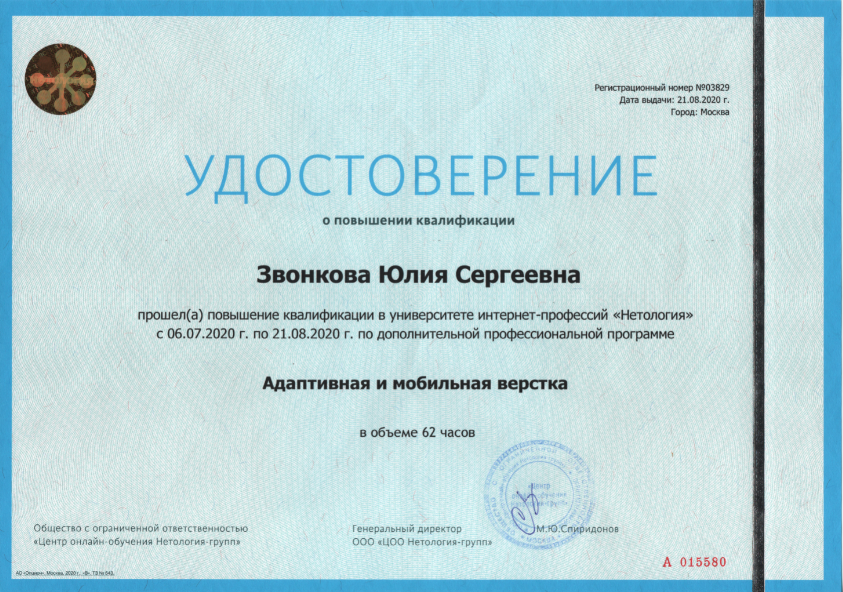 Регистрационный номер №03829
Дата выдачи: 21.08.2020 г.
Город: Москва
УДОСТОВЕРЕНИЕ
о повышении квалификации
Звонкова Юлия Сергеевна
прошел(а) повышение квалификации в университете интернет-профессий «Нетология»
с 06.07.2020 г. по 21.08.2020 г. по дополнительной профессиональной программе
Адаптивная и мобильная верстка
в объеме 62 часов
Общество с ограниченной ответственностью
«Центр онлайн-обучения Нетология-групп»
Генеральный директор
ООО «ЦОО Нетология-групп»
М.Ю.Спиридонов
А 015580
АО «Опцион», Москва, 2020 г., «В», ТЗ № 643.